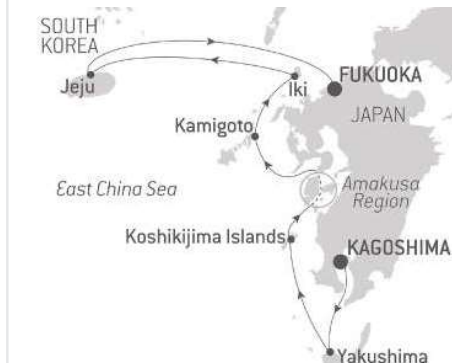 SOUTH
KOREA
Jeju
Iki
FUKUOKA
JAPAN
Kamigoto
East China Sea
Amakusa
Region
Koshikijima Islands
KAGOSHIMA
Yakushima